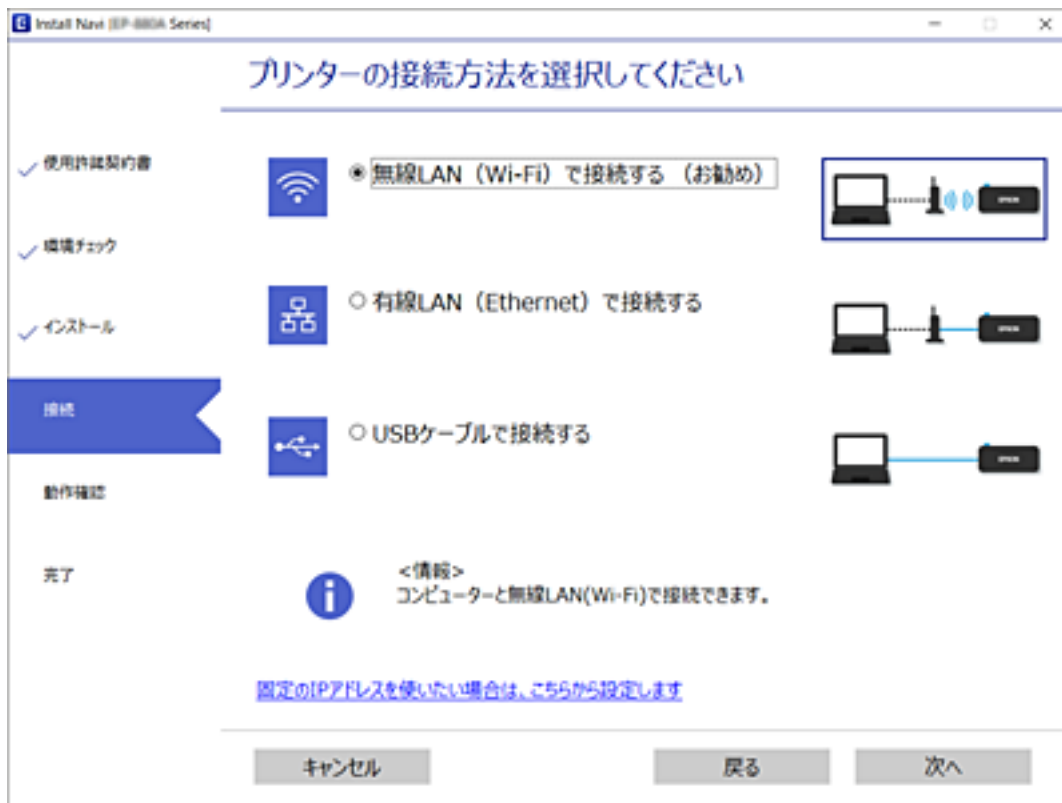 Install Navi [EP-880A Series]
プリンターの接続方法を選択してください
使用許諾契約書
環境チェック
インストール
接続
動作確認
完了
無線LAN（Wi-Fi）で接続する （お勧め）
有線LAN（Ethernet）で接続する
USBケーブルで接続する
EPSON
EPSON
EPSON
<情報>
コンピューターと無線LAN(Wi-Fi)で接続できます。
固定のIPアドレスを使いたい場合は、こちらから設定します
キャンセル
戻る
次へ